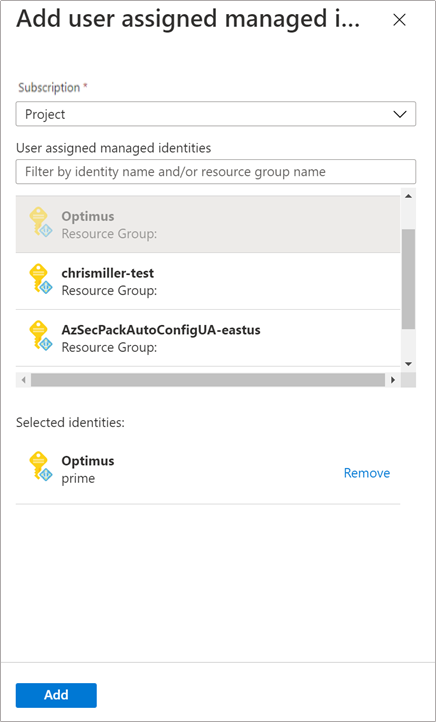 Add user assigned managed i...
Subscription *
Project
User assigned managed identities
Filter by identity name and/or resource group name
Optimus
Resource Group:
chrismiller-test
Resource Group:
AzSecPackAutoConfigUA-eastus
Resource Group:
Selected identities:
Optimus
prime
Remove
Add